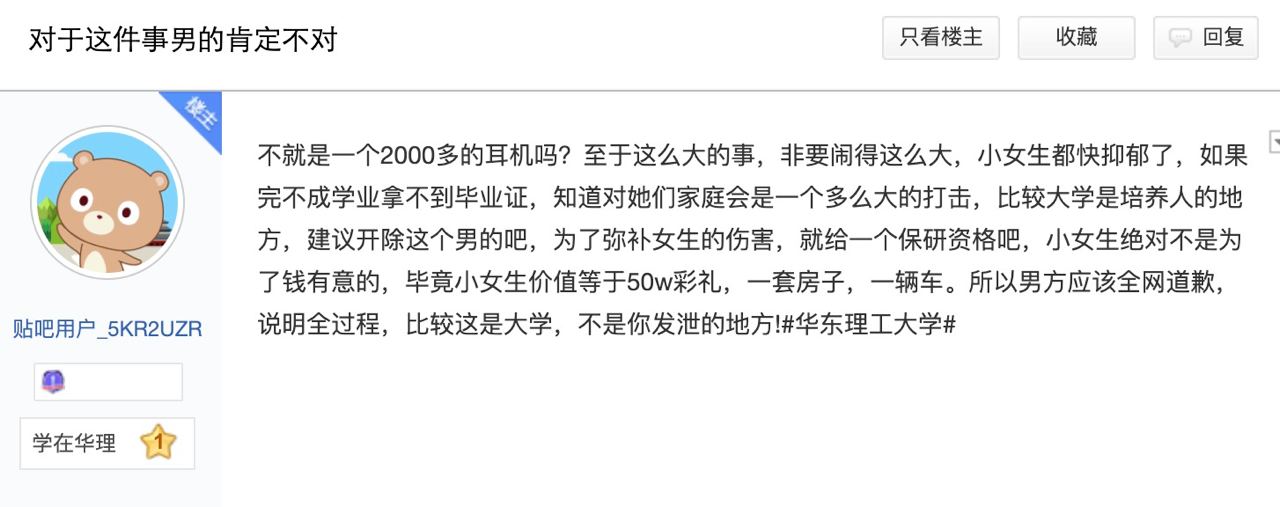 对于这件事男的肯定不对
只看楼主
收藏
回复
楼主
不就是一个2000多的耳机吗？至于这么大的事，非要闹得这么大，小女生都快抑郁了，如果
完不成学业拿不到毕业证，知道对她们家庭会是一个多么大的打击，比较大学是培养人的地
方，建议开除这个男的吧，为了弥补女生的伤害，就给一个保研资格吧，小女生绝对不是为
了钱有意的，毕竟小女生价值等于50w彩礼，一套房子，一辆车。所以男方应该全网道歉，
说明全过程，比较这是大学，不是你发泄的地方!#华东理工大学#
贴吧用户_5KR2UZR
学在华理
1